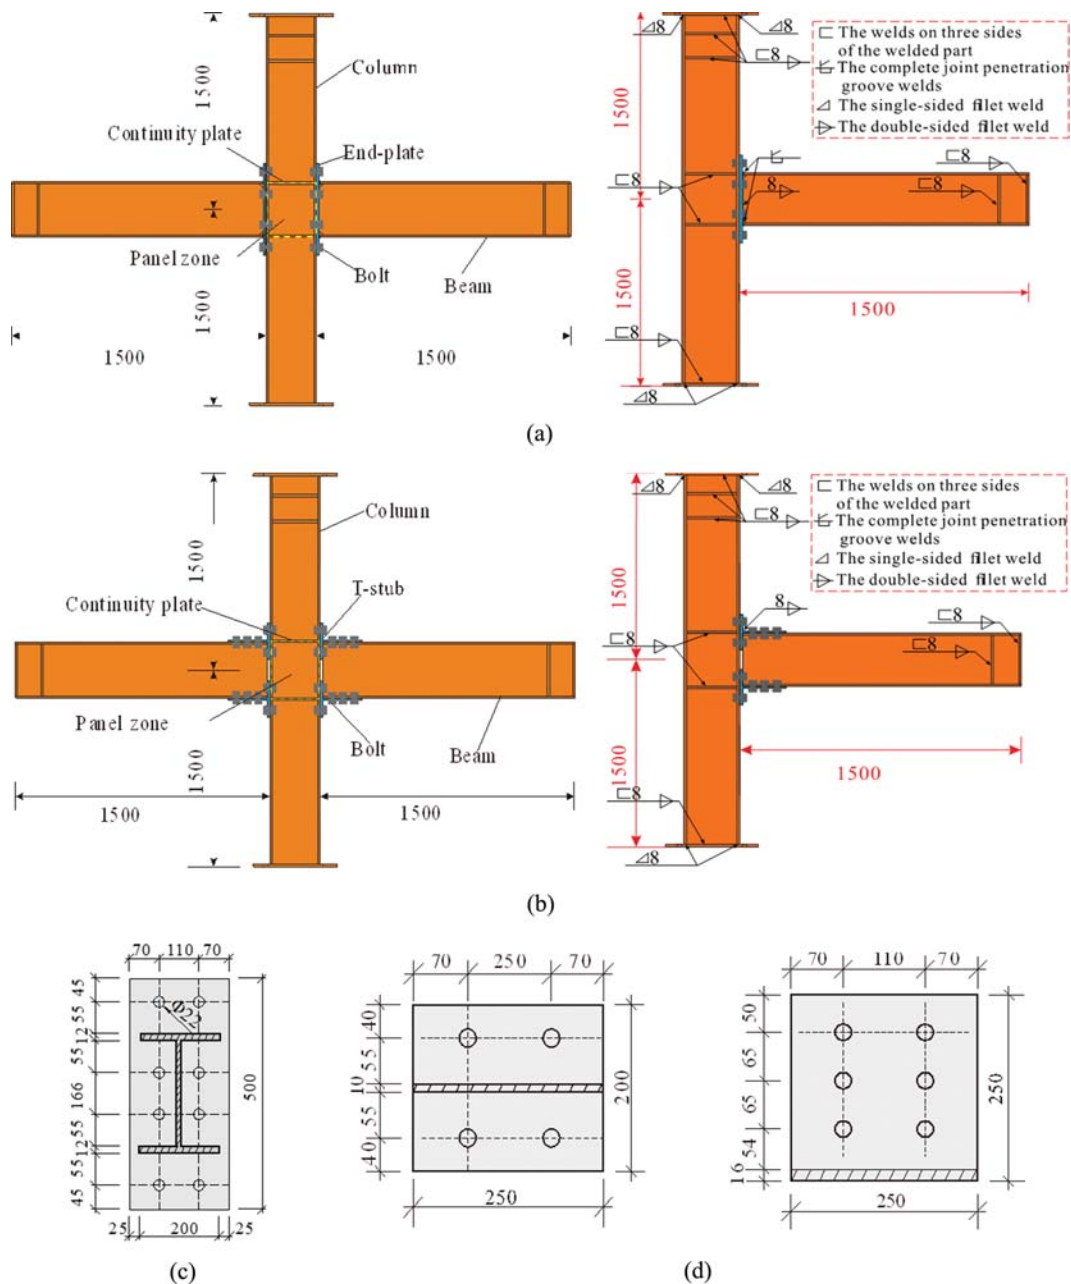 1500
Column
Continuity plate
End-plate
Panel zone
Bolt
Beam
1500
1500
1500
⊿8
⊿8
⊏8
⊏ The welds on three sides
of the welded part
The complete joint penetration
groove welds
⊿ The single-sided fillet weld
▷ The double-sided fillet weld
1500
⊏8
8
⊏8
⊏8
1500
1500
⊏8
⊿8
(a)
1500
Column
T-stub
Continuity plate
Panel zone
Bolt
Beam
1500
1500
1500
⊿8
⊿8
⊏8
⊏ The welds on three sides
of the welded part
The complete joint penetration
groove welds
⊿ The single-sided fillet weld
▷ The double-sided fillet weld
1500
8
⊏8
⊏8
⊏8
1500
1500
⊏8
⊿8
(b)
70 110 70
45
55
12
55
166
55
12
55
45
Φ22
500
25 200 25
(c)
70 250 70
40
55
10
55
40
200
250
70 110 70
50
65
65
54
16
250
250
(d)